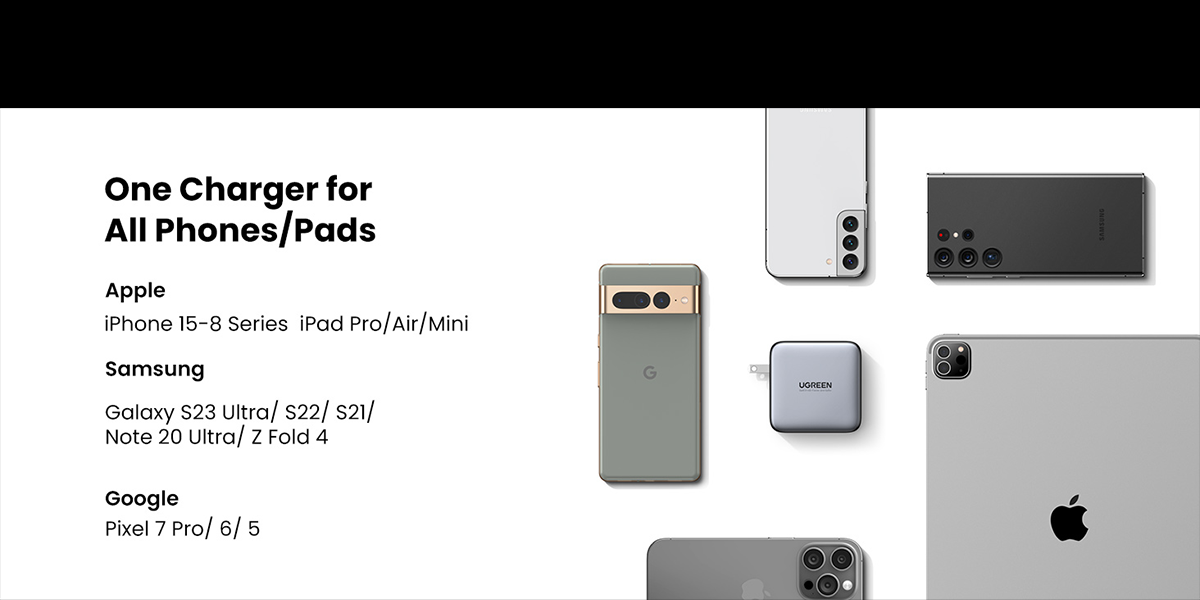 One Charger for
All Phones/Pads
Apple
iPhone 15-8 Series  iPad Pro/Air/Mini
Samsung
Galaxy S23 Ultra/ S22/ S21/
Note 20 Ultra/ Z Fold 4
Google
Pixel 7 Pro/ 6/ 5
SAMSUNG
G
UGREEN